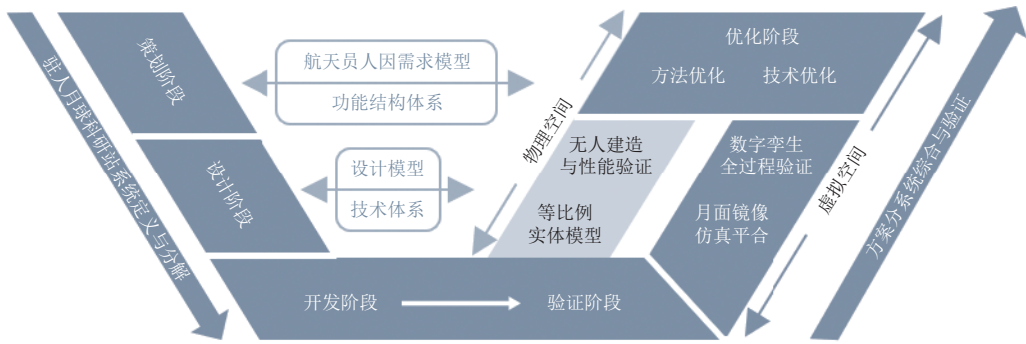 驻人月球科研站系统定义与分解
策划阶段
设计阶段
航天员人因需求模型
功能结构体系
设计模型
技术体系
开发阶段
验证阶段
物理空间
无人建造
与性能验证
等比例
实体模型
优化阶段
方法优化 技术优化
数字孪生
全过程验证
月面镜像
仿真平合
虚拟空间
方案分系统综合与验证